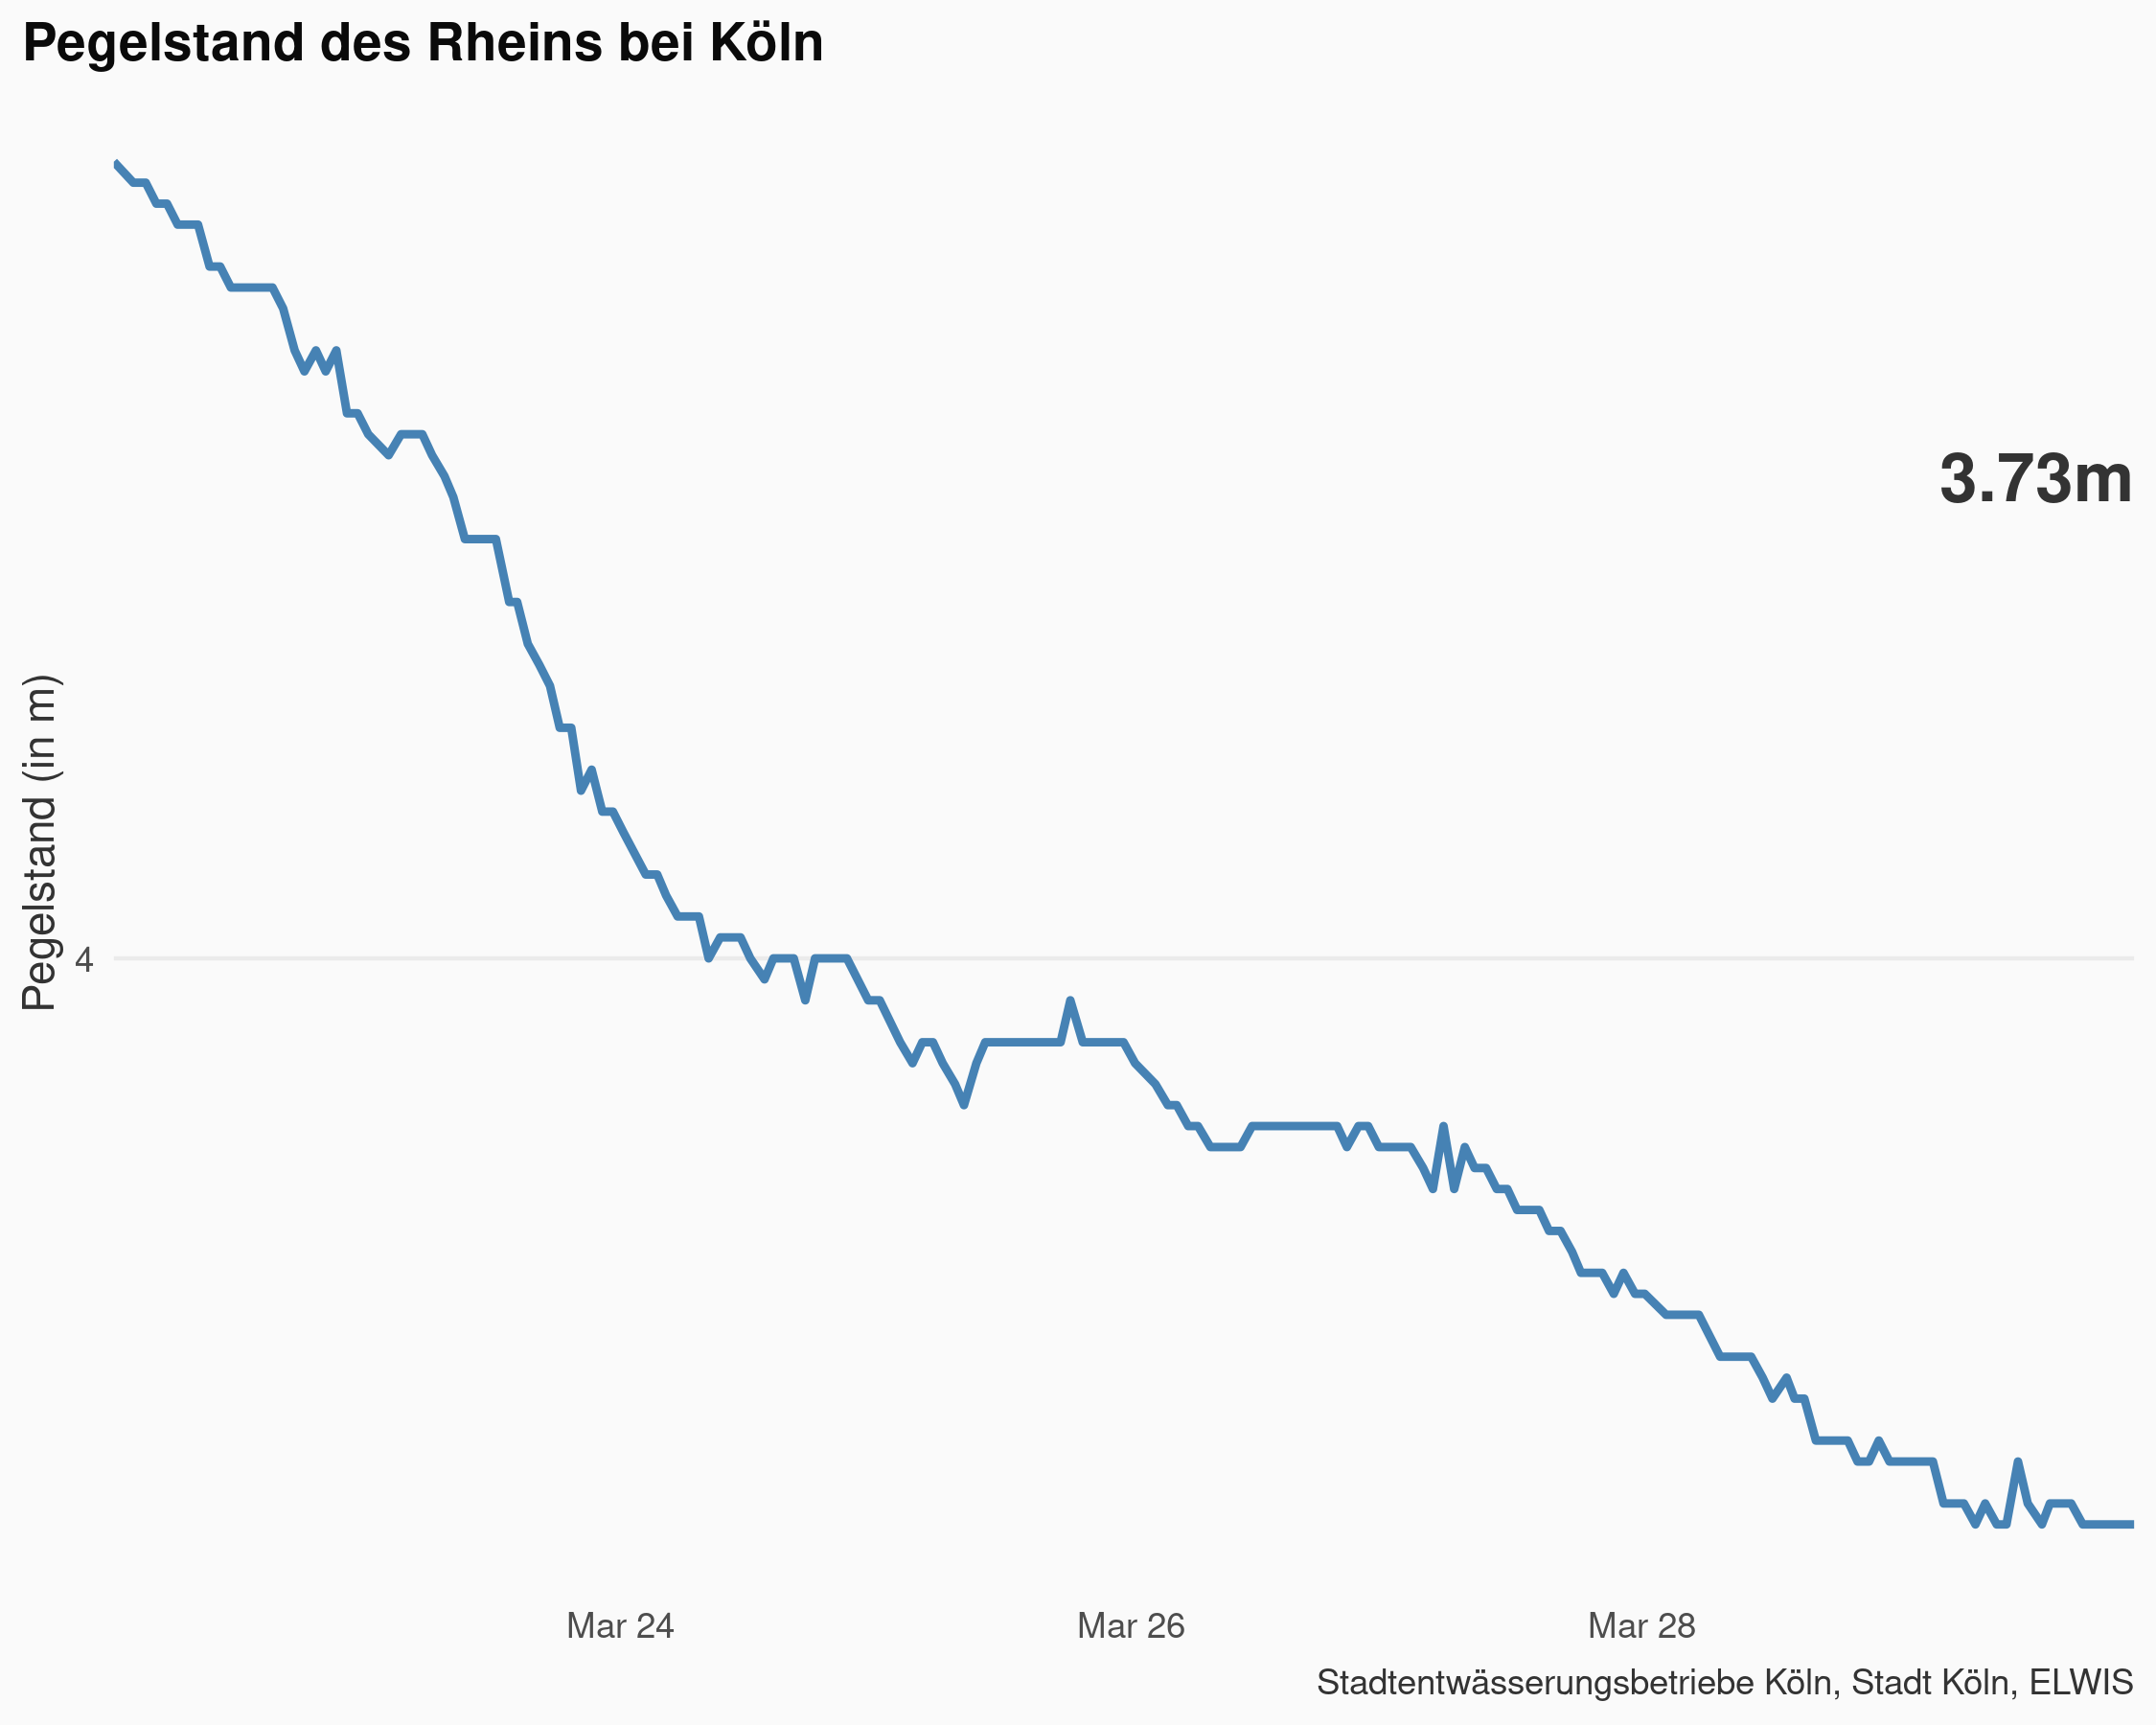 Pegelstand des Rheins bei Köln
3.73m
Pegelstand (in m)
4
Mar 24
Mar 26
Mar 28
Stadtentwässerungsbetriebe Köln, Stadt Köln, ELWIS